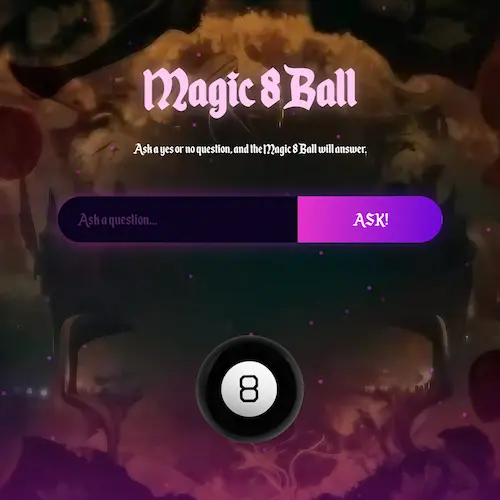 Magic 8 Ball
Ask a yes or no question, and the Magic 8 Ball will answer.
Ask a question...
ASK!
8